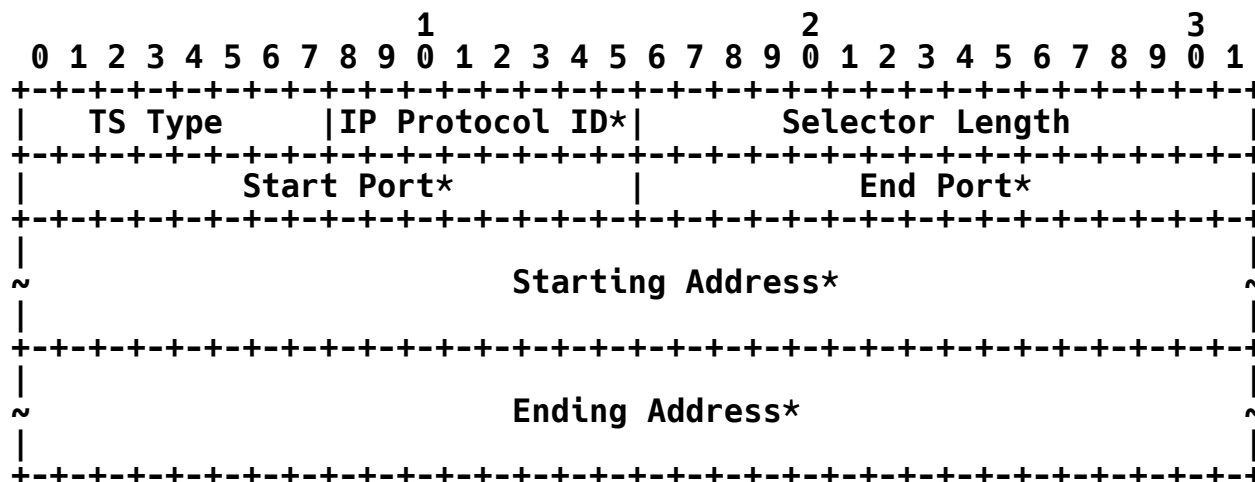 1                   2                   3
 0 1 2 3 4 5 6 7 8 9 0 1 2 3 4 5 6 7 8 9 0 1 2 3 4 5 6 7 8 9 0 1
+-+-+-+-+-+-+-+-+-+-+-+-+-+-+-+-+-+-+-+-+-+-+-+-+-+-+-+-+-+-+-+-+
|   TS Type     |IP Protocol ID*|       Selector Length         |
+-+-+-+-+-+-+-+-+-+-+-+-+-+-+-+-+-+-+-+-+-+-+-+-+-+-+-+-+-+-+-+-+
|           Start Port*         |           End Port*           |
+-+-+-+-+-+-+-+-+-+-+-+-+-+-+-+-+-+-+-+-+-+-+-+-+-+-+-+-+-+-+-+-+
|                                                               |
~                         Starting Address*                     ~
|                                                               |
+-+-+-+-+-+-+-+-+-+-+-+-+-+-+-+-+-+-+-+-+-+-+-+-+-+-+-+-+-+-+-+-+
|                                                               |
~                         Ending Address*                       ~
|                                                               |
+-+-+-+-+-+-+-+-+-+-+-+-+-+-+-+-+-+-+-+-+-+-+-+-+-+-+-+-+-+-+-+-+